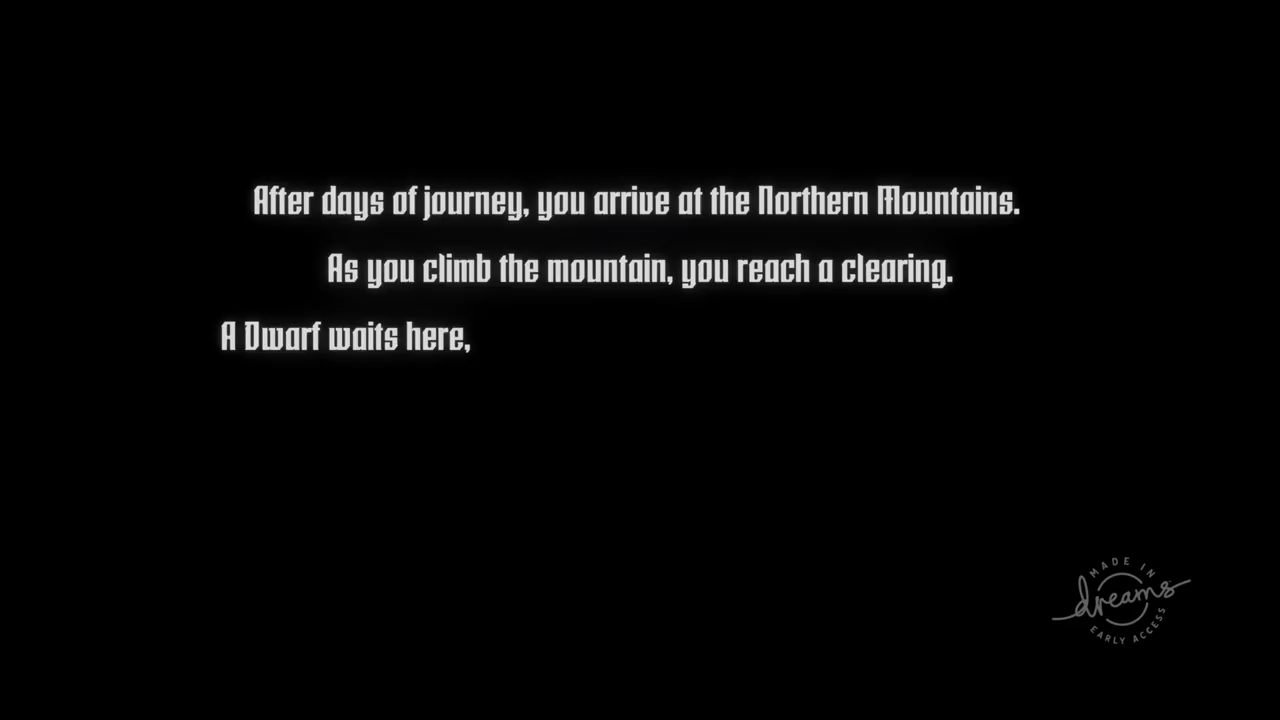 After days of journey, you arrive at the Northern Mountains.
As you climb the mountain, you reach a clearing.
A Dwarf waits here,
MADE IN
dreams
EARLY ACCESS